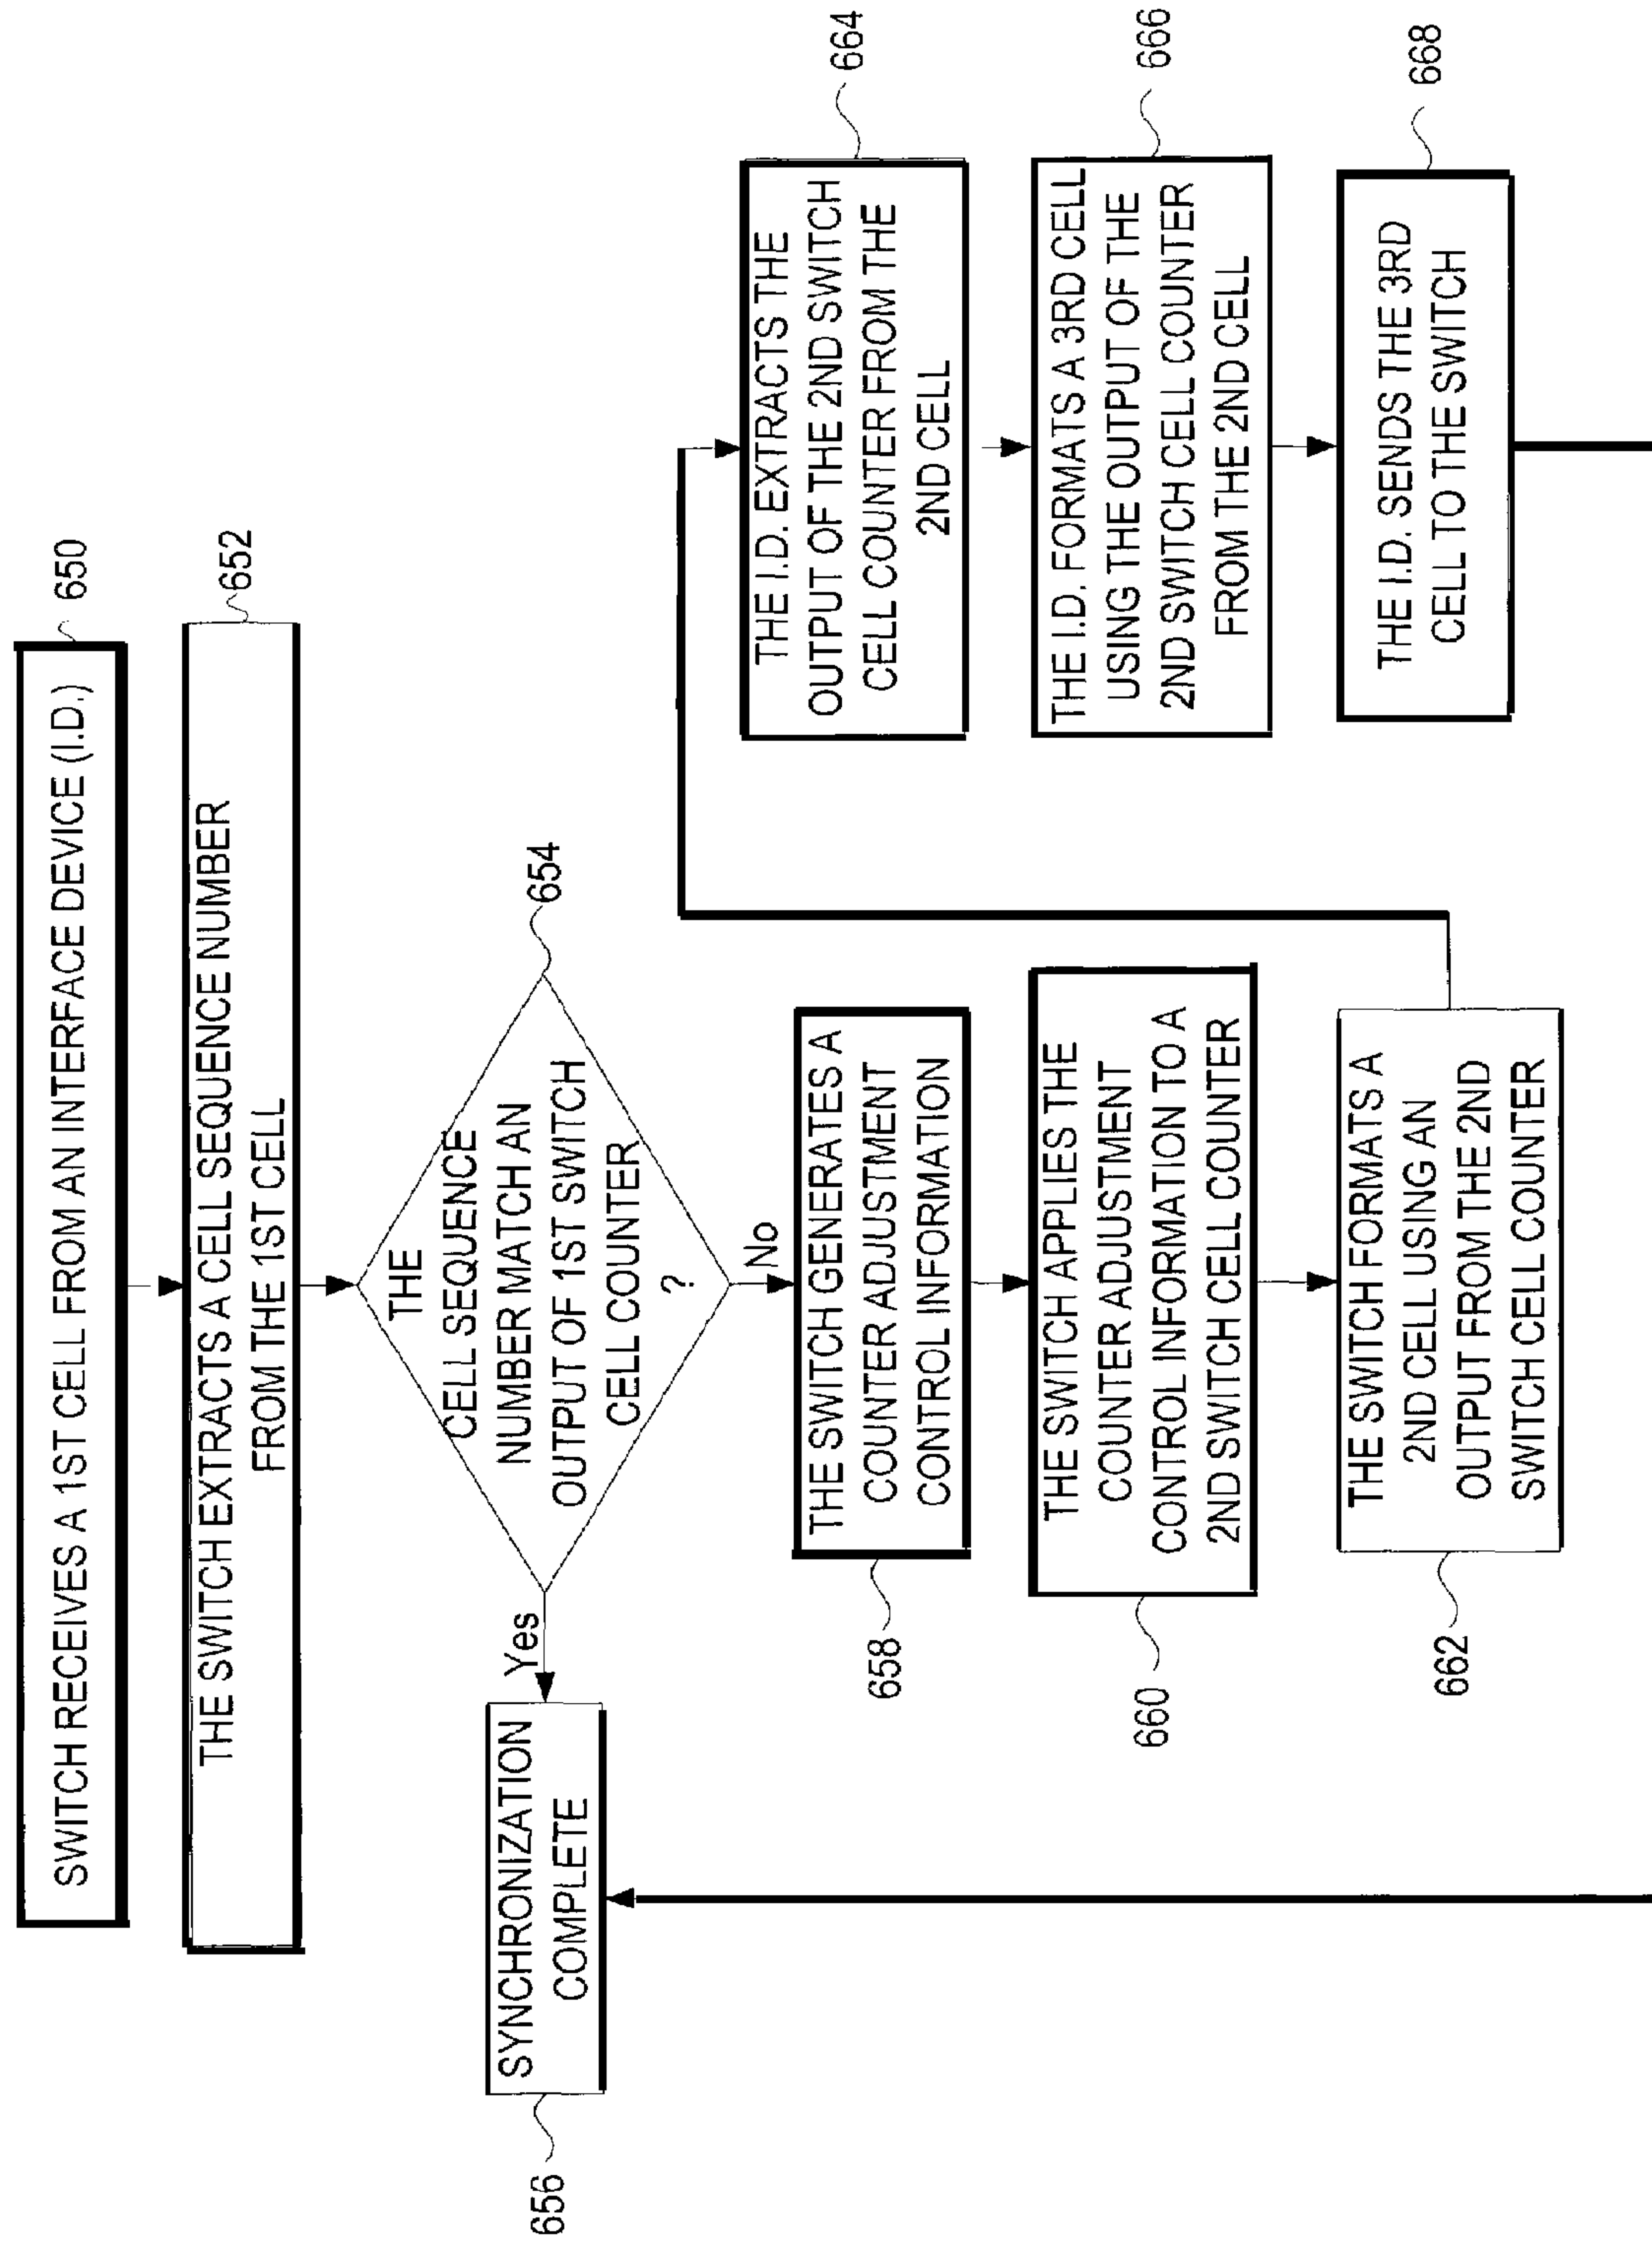 SWITCH RECEIVES A 1ST CELL FROM AN INTERFACE DEVICE (I.D.)
650
THE SWITCH EXTRACTS A CELL SEQUENCE NUMBER
FROM THE 1ST CELL
652
THE
CELL SEQUENCE
NUMBER MATCH AN
OUTPUT OF 1ST SWITCH
CELL COUNTER
?
654
Yes
SYNCHRONIZATION
COMPLETE
656
No
THE SWITCH GENERATES A
COUNTER ADJUSTMENT
CONTROL INFORMATION
658
THE SWITCH APPLIES THE
COUNTER ADJUSTMENT
CONTROL INFORMATION TO A
2ND SWITCH CELL COUNTER
660
THE SWITCH FORMATS A
2ND CELL USING AN
OUTPUT FROM THE 2ND
SWITCH CELL COUNTER
662
THE I.D. EXTRACTS THE
OUTPUT OF THE 2ND SWITCH
CELL COUNTER FROM THE
2ND CELL
664
THE I.D. FORMATS A 3RD CELL
USING THE OUTPUT OF THE
2ND SWITCH CELL COUNTER
FROM THE 2ND CELL
666
THE I.D. SENDS THE 3RD
CELL TO THE SWITCH
668